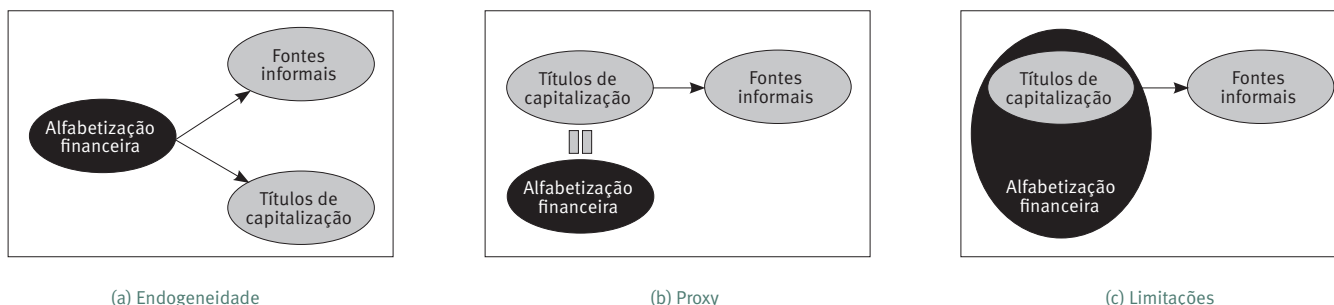 Fontes
informais
Alfabetização
financeira
Títulos de
capitalização
(a) Endogeneidade
Títulos de
capitalização
Fontes
informais
Alfabetização
financeira
(b) Proxy
Títulos de
capitalização
Fontes
informais
Alfabetização
financeira
(c) Limitações